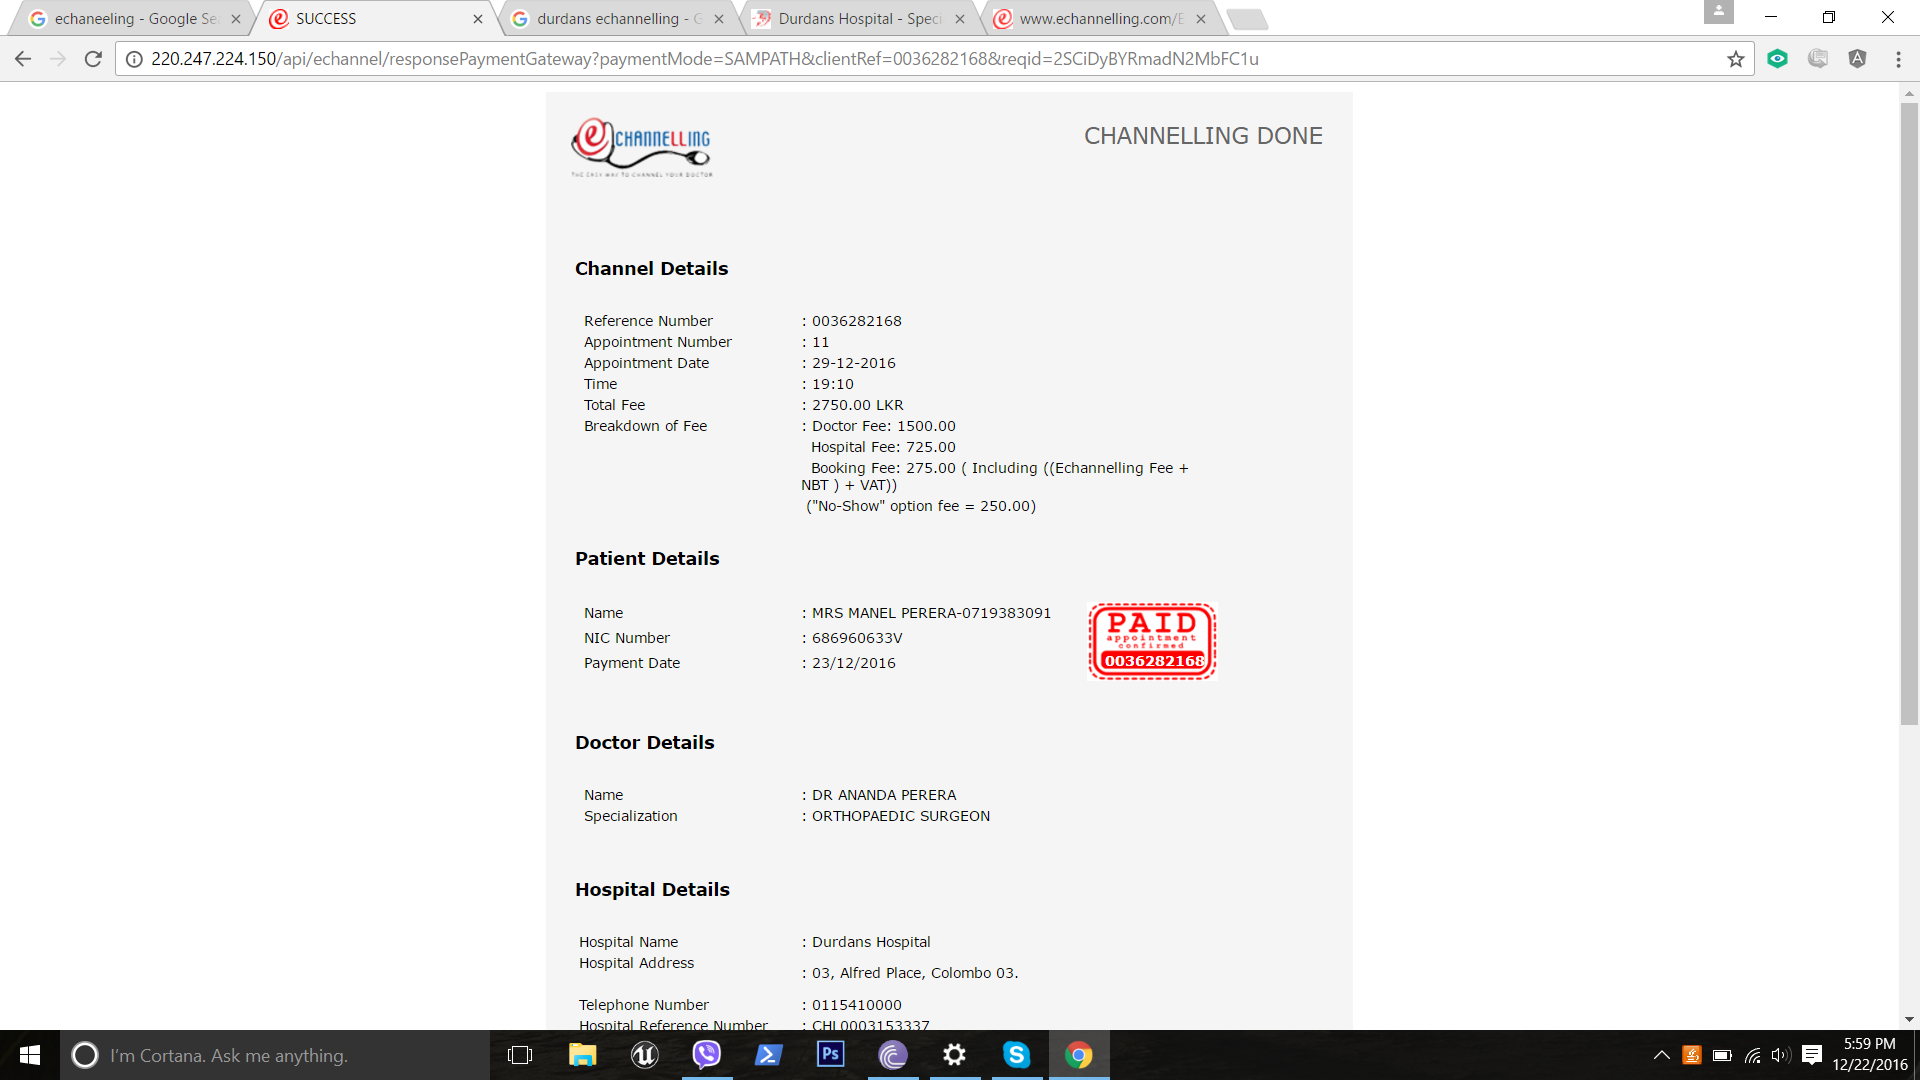 echaneeling - Google Se
SUCCESS
durdans echannelling - G
Durdans Hospital - Speci
www.echannelling.com/E
220.247.224.150/api/echannel/responsePaymentGateway?paymentMode=SAMPATH&clientRef=0036282168&reqid=2SCiDyBYRmadN2MbFC1u
e CHANNELLING
THE EASY WAY TO CHANNEL YOUR DOCTOR
CHANNELLING DONE
Channel Details
Reference Number : 0036282168
Appointment Number : 11
Appointment Date : 29-12-2016
Time : 19:10
Total Fee : 2750.00 LKR
Breakdown of Fee : Doctor Fee: 1500.00
Hospital Fee: 725.00
Booking Fee: 275.00 ( Including ((Echannelling Fee +
NBT ) + VAT))
("No-Show" option fee = 250.00)
Patient Details
Name : MRS MANEL PERERA-0719383091
NIC Number : 686960633V
Payment Date : 23/12/2016
PAID
appointment
confirmed
0036282168
Doctor Details
Name : DR ANANDA PERERA
Specialization : ORTHOPAEDIC SURGEON
Hospital Details
Hospital Name : Durdans Hospital
Hospital Address : 03, Alfred Place, Colombo 03.
Telephone Number : 0115410000
Hospital Reference Number : CHL0003153337
I'm Cortana. Ask me anything.
Ps
5:59 PM
12/22/2016